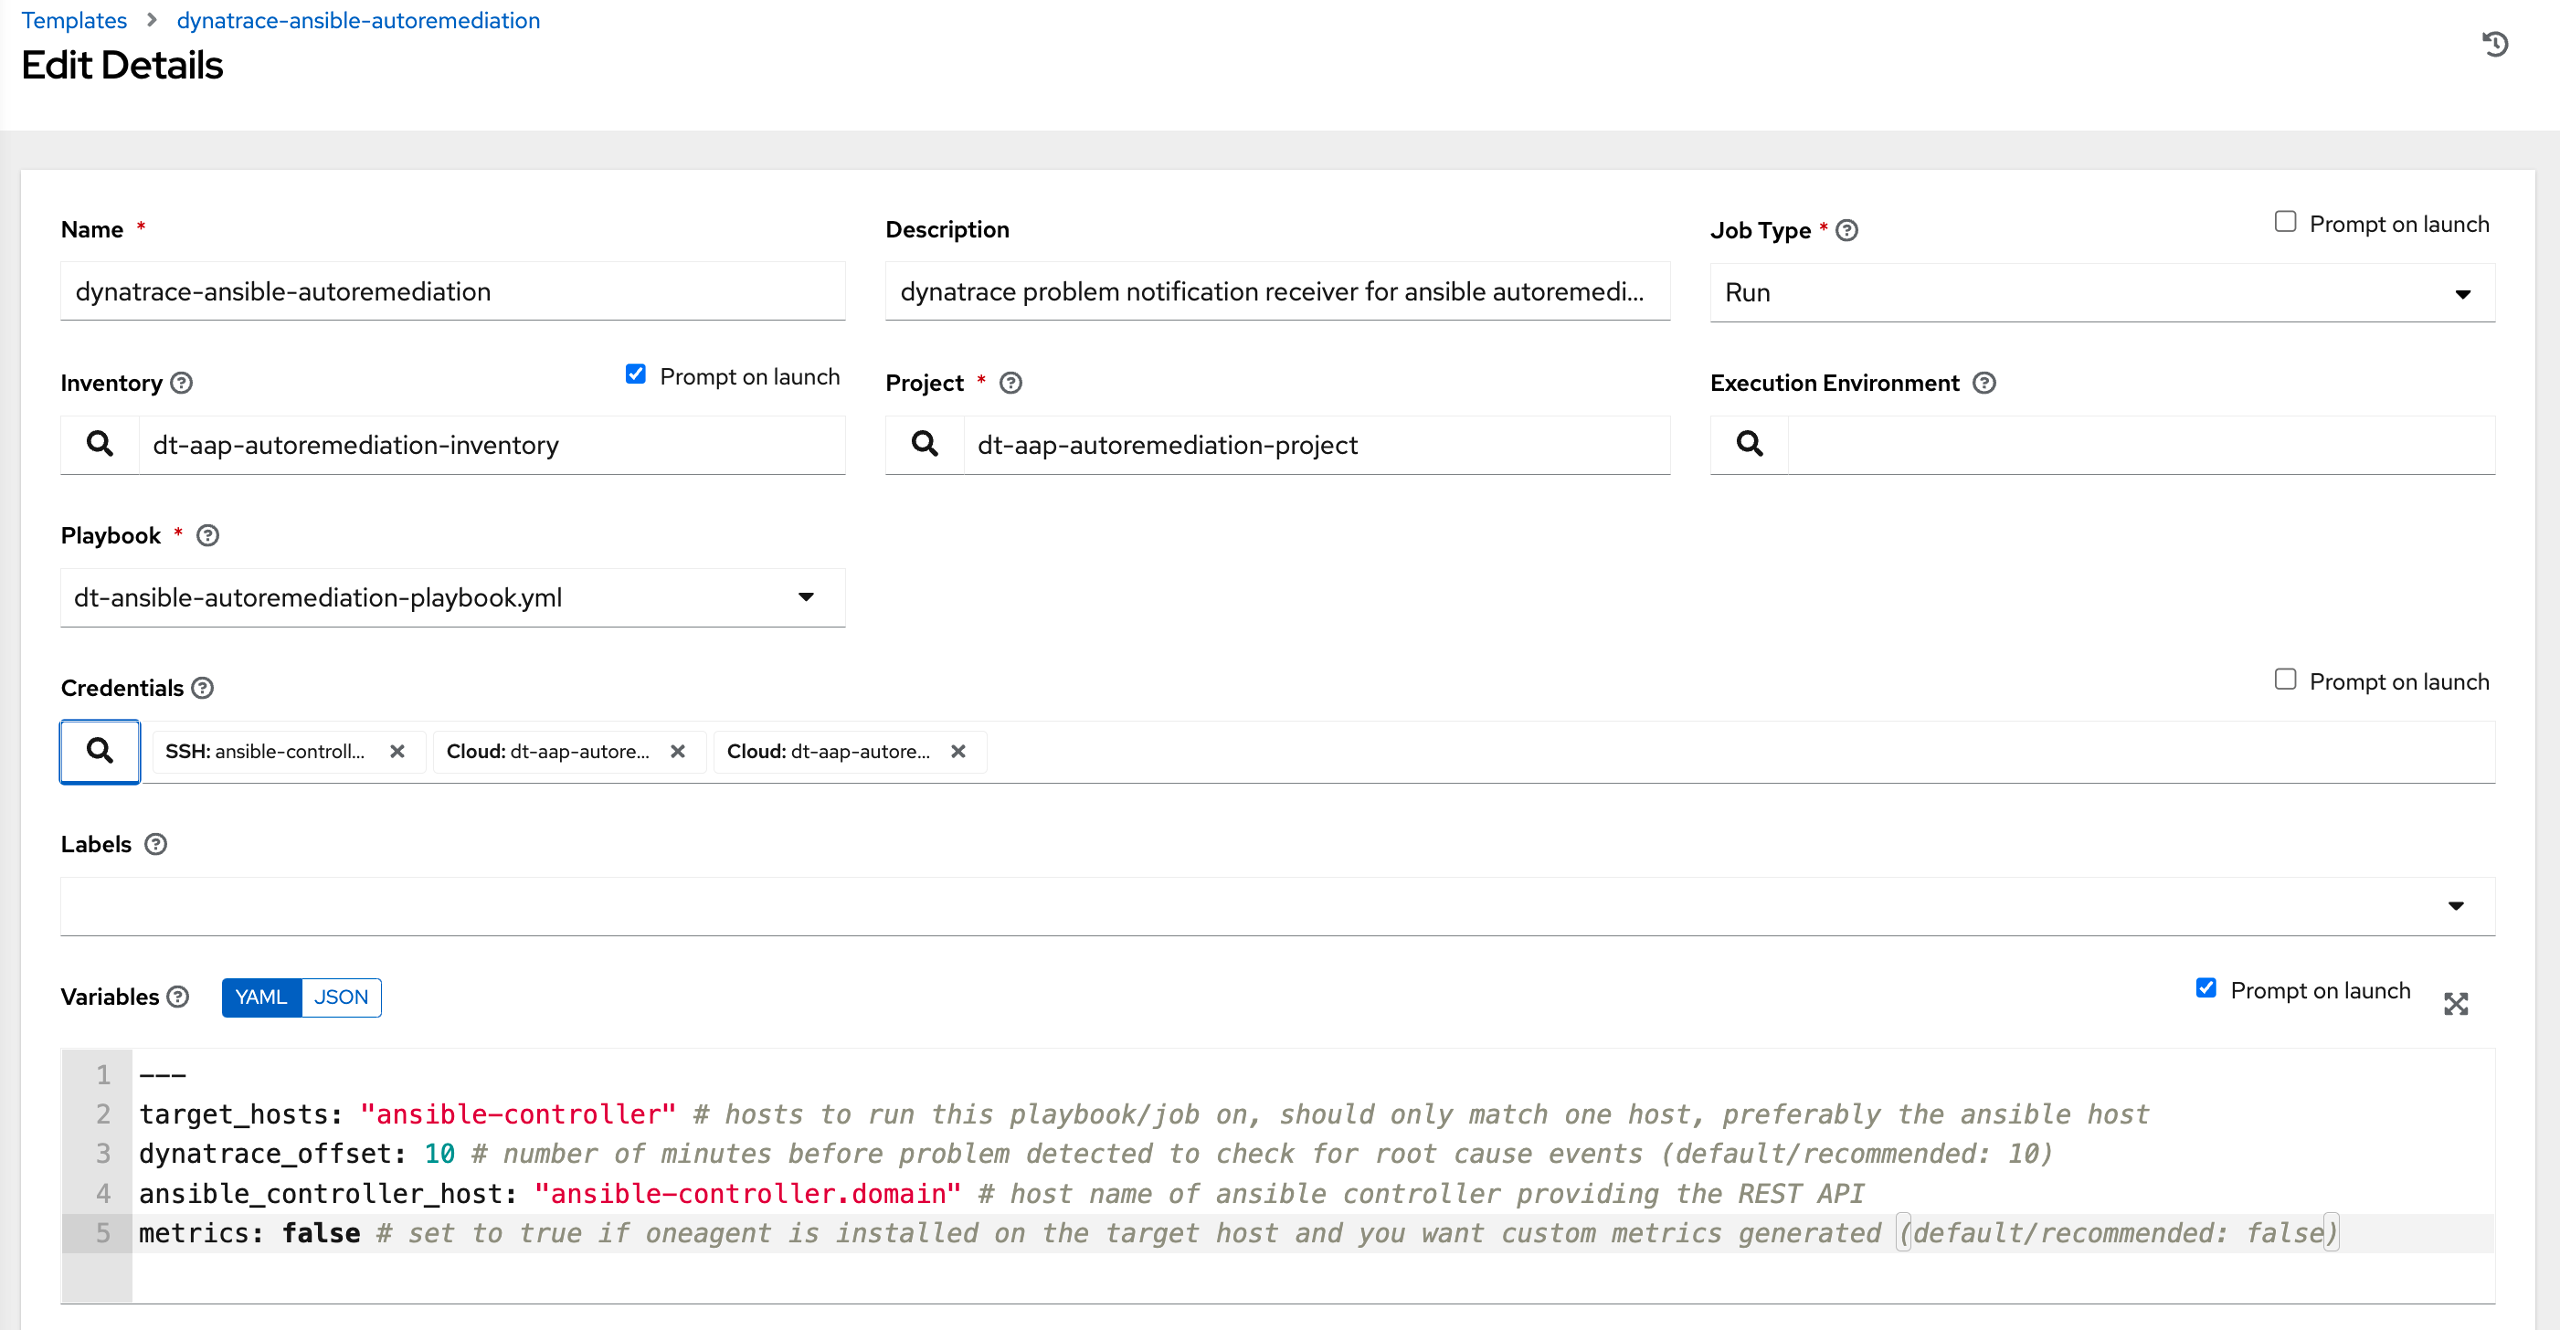 Templates > dynatrace-ansible-autoremediation
Edit Details
Name *
dynatrace-ansible-autoremediation
Description
dynatrace problem notification receiver for ansible autoremedi...
Job Type *
Prompt on launch
Run
Inventory
Prompt on launch
dt-aap-autoremediation-inventory
Project *
dt-aap-autoremediation-project
Execution Environment
Playbook *
dt-ansible-autoremediation-playbook.yml
Credentials
Prompt on launch
SSH: ansible-controll...
Cloud: dt-aap-autore...
Cloud: dt-aap-autore...
Labels
Variables
YAML JSON
Prompt on launch
1 ---
2 target_hosts: "ansible-controller" # hosts to run this playbook/job on, should only match one host, preferably the ansible host
3 dynatrace_offset: 10 # number of minutes before problem detected to check for root cause events (default/recommended: 10)
4 ansible_controller_host: "ansible-controller.domain" # host name of ansible controller providing the REST API
5 metrics: false # set to true if oneagent is installed on the target host and you want custom metrics generated (default/recommended: false)